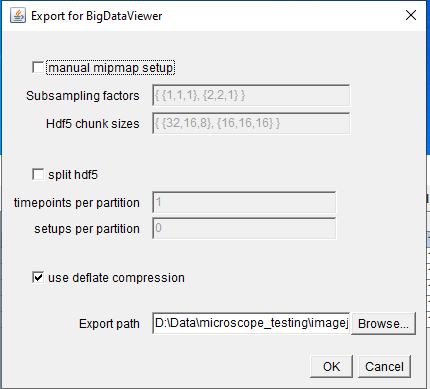 Export for BigDataViewer
manual mipmap setup
Subsampling factors { {1,1,1}, {2,2,1} }
Hdf5 chunk sizes { {32,16,8}, {16,16,16} }
split hdf5
timepoints per partition 1
setups per partition 0
use deflate compression
Export path D:\Data\microscope_testing\imagej Browse...
OK Cancel